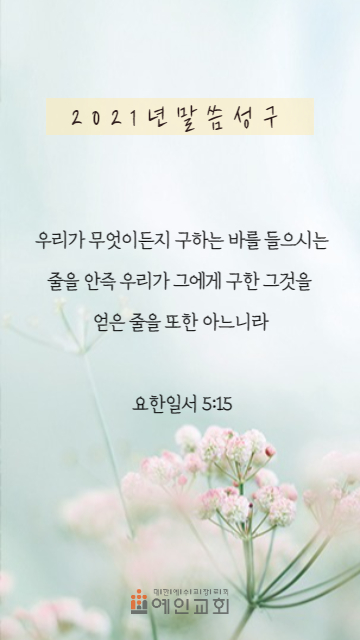 2021년말씀성구
우리가 무엇이든지 구하는 바를 들으시는
줄을 안즉 우리가 그에게 구한 그것을
얻은 줄을 또한 아느니라
요한일서 5:15
예인교회